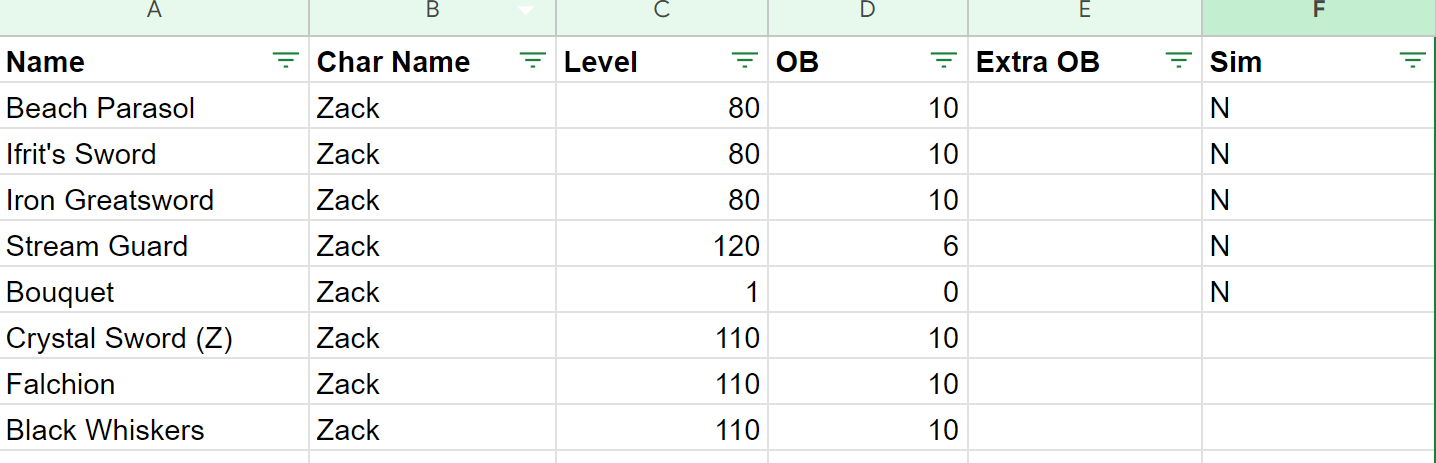 A B C D E F
Name Char Name Level OB Extra OB Sim
Beach Parasol Zack 80 10 N
Ifrit's Sword Zack 80 10 N
Iron Greatsword Zack 80 10 N
Stream Guard Zack 120 6 N
Bouquet Zack 1 0 N
Crystal Sword (Z) Zack 110 10
Falchion Zack 110 10
Black Whiskers Zack 110 10